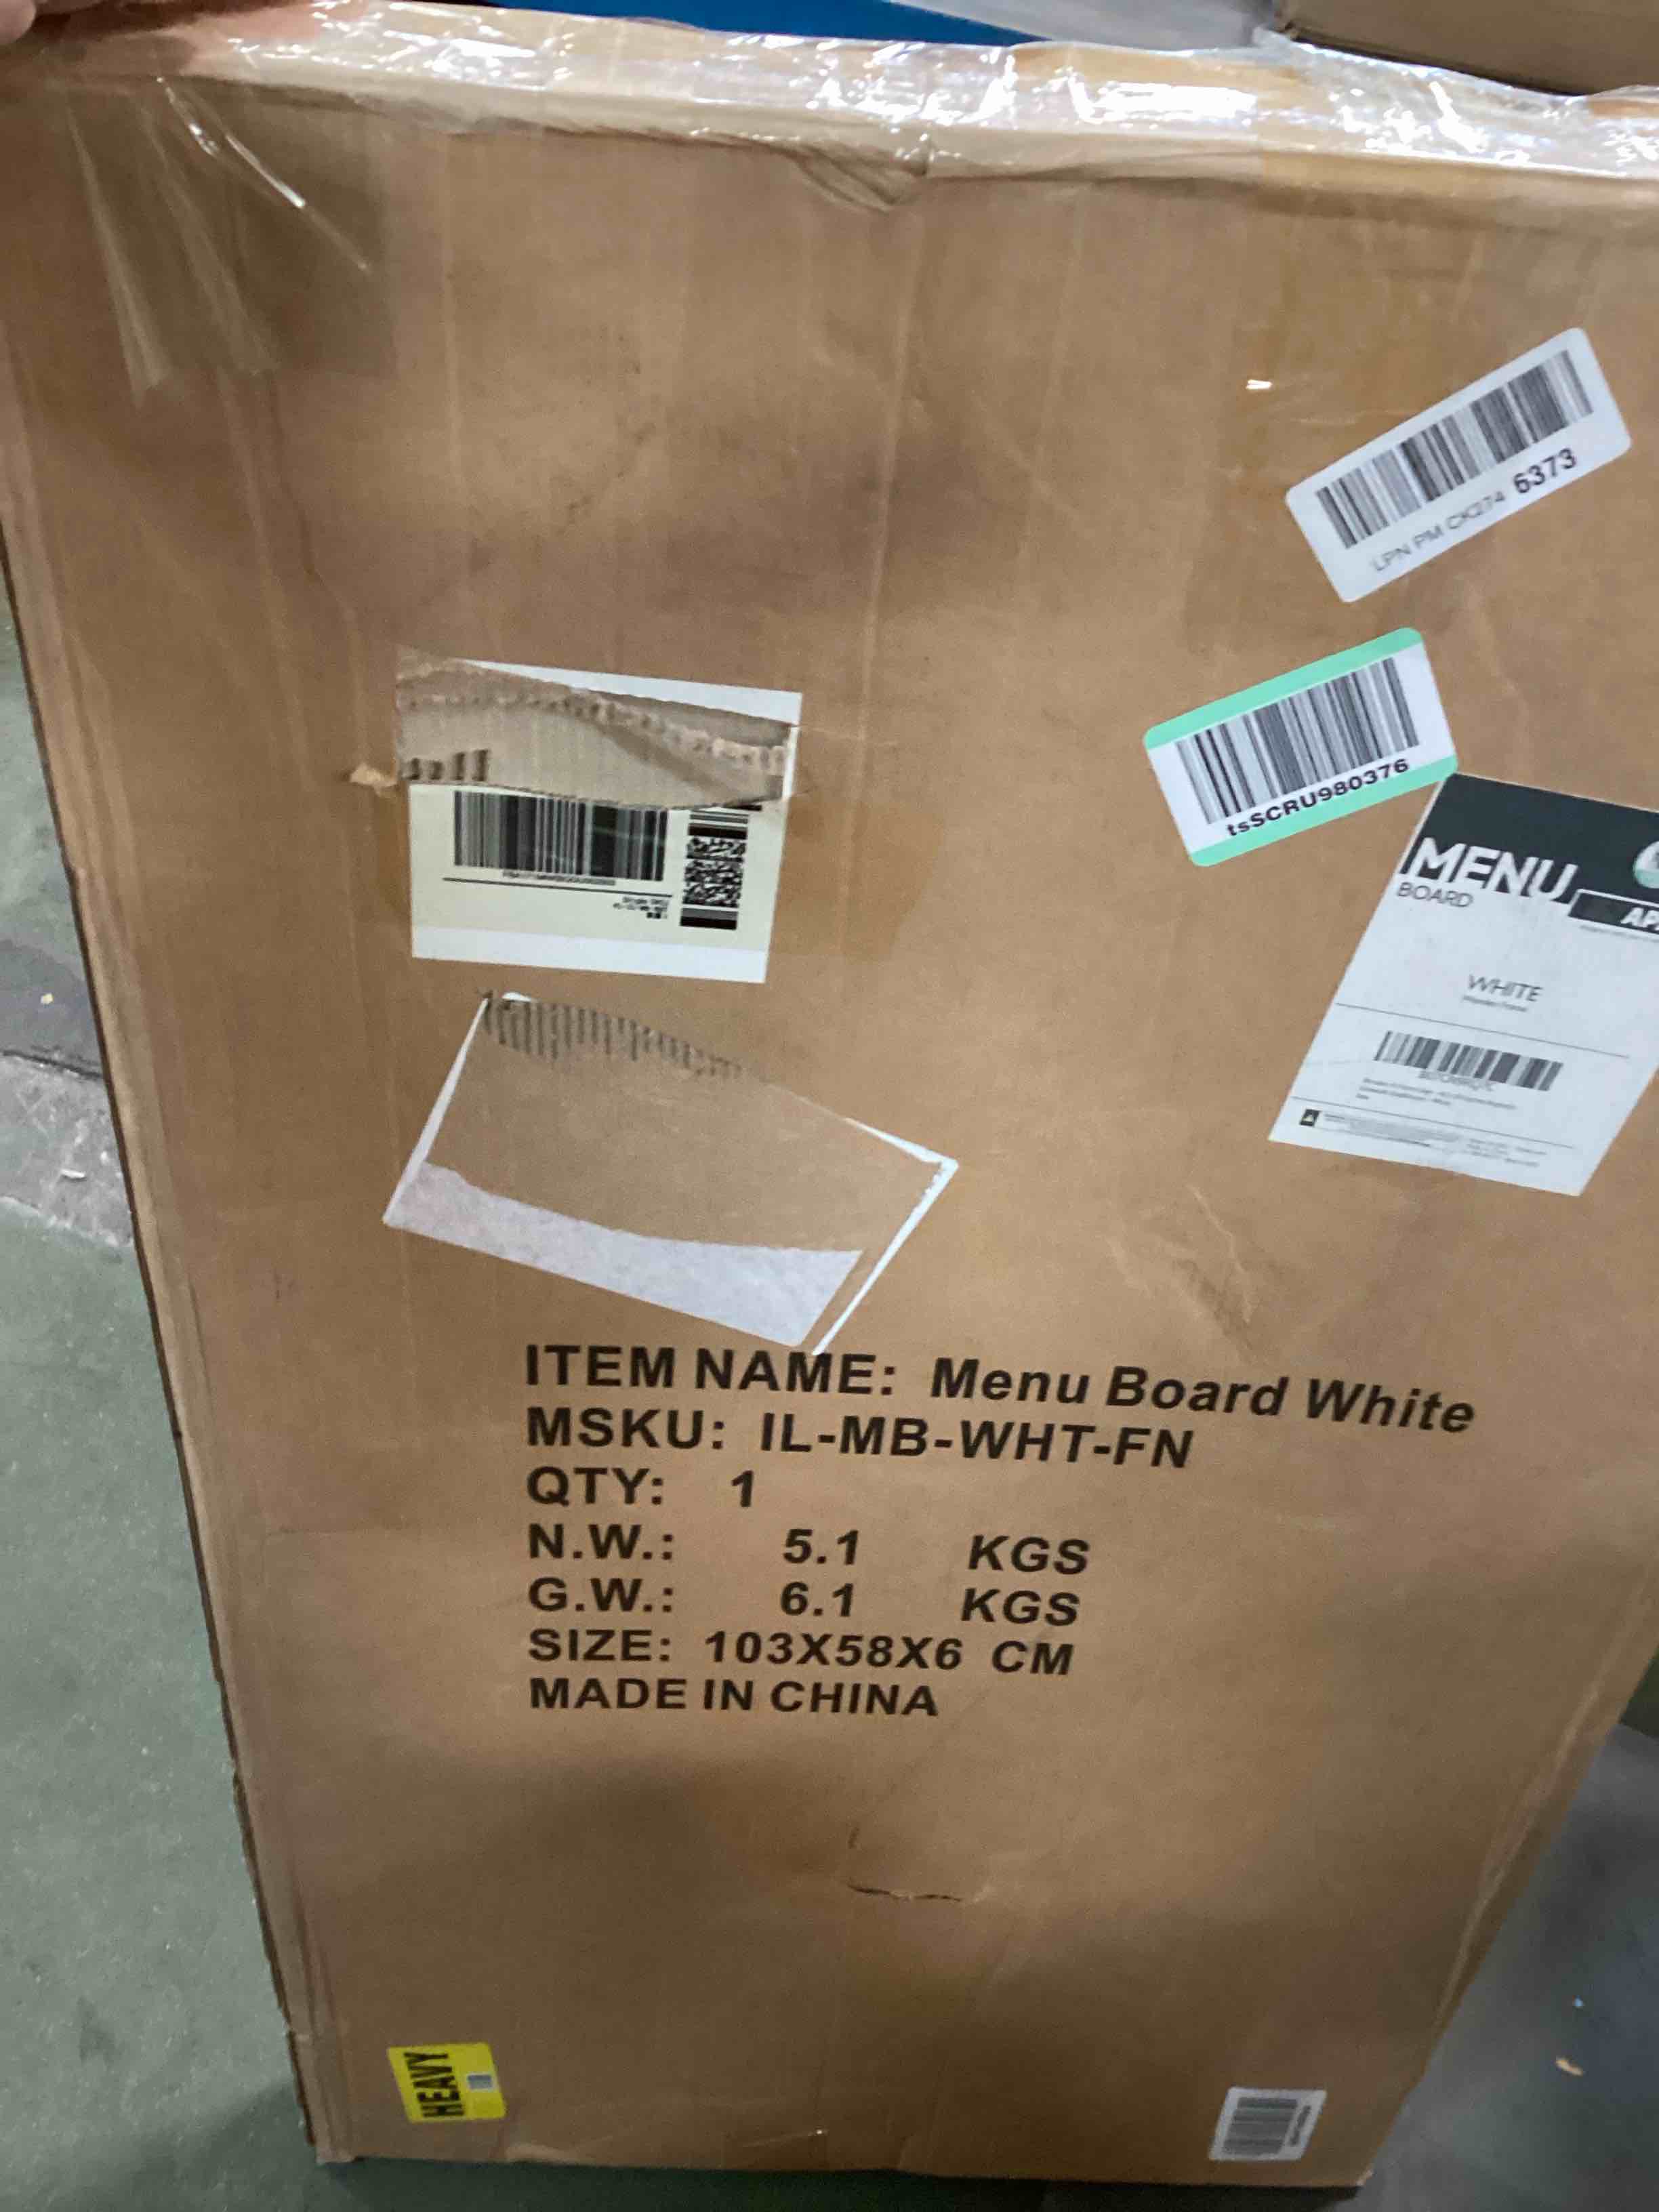 LPN PM CK274 6373
tsSCRU980376
MENU
BOARD
WHITE
ITEM NAME: Menu Board White
MSKU: IL-MB-WHT-FN
QTY: 1
N.W.: 5.1 KGS
G.W.: 6.1 KGS
SIZE: 103X58X6 CM
MADE IN CHINA
HEAVY